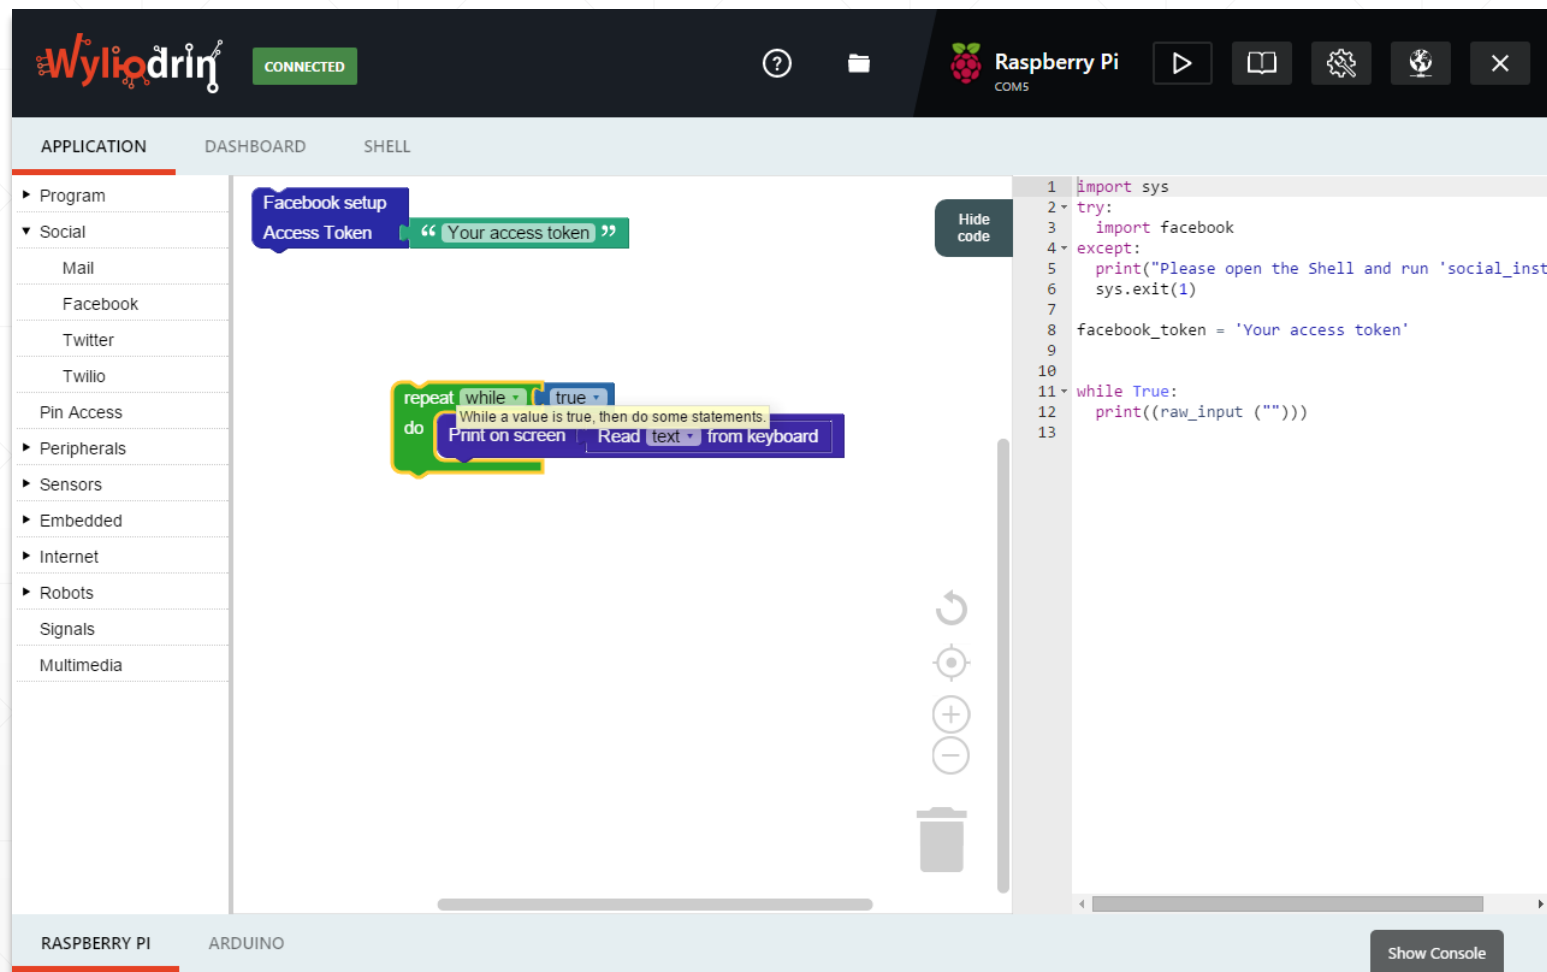 Wyliodrin
CONNECTED
Raspberry Pi
COM5
APPLICATION DASHBOARD SHELL
Program
Social
Mail
Facebook
Twitter
Twilio
Pin Access
Peripherals
Sensors
Embedded
Internet
Robots
Signals
Multimedia
Facebook setup
Access Token “ Your access token ”
repeat while true
While a value is true, then do some statements.
do Print on screen Read text from keyboard
Hide
code
1 import sys
2 try:
3 import facebook
4 except:
5 print("Please open the Shell and run 'social_inst
6 sys.exit(1)
7
8 facebook_token = 'Your access token'
9
10
11 while True:
12 print((raw_input ("")))
13
RASPBERRY PI ARDUINO
Show Console